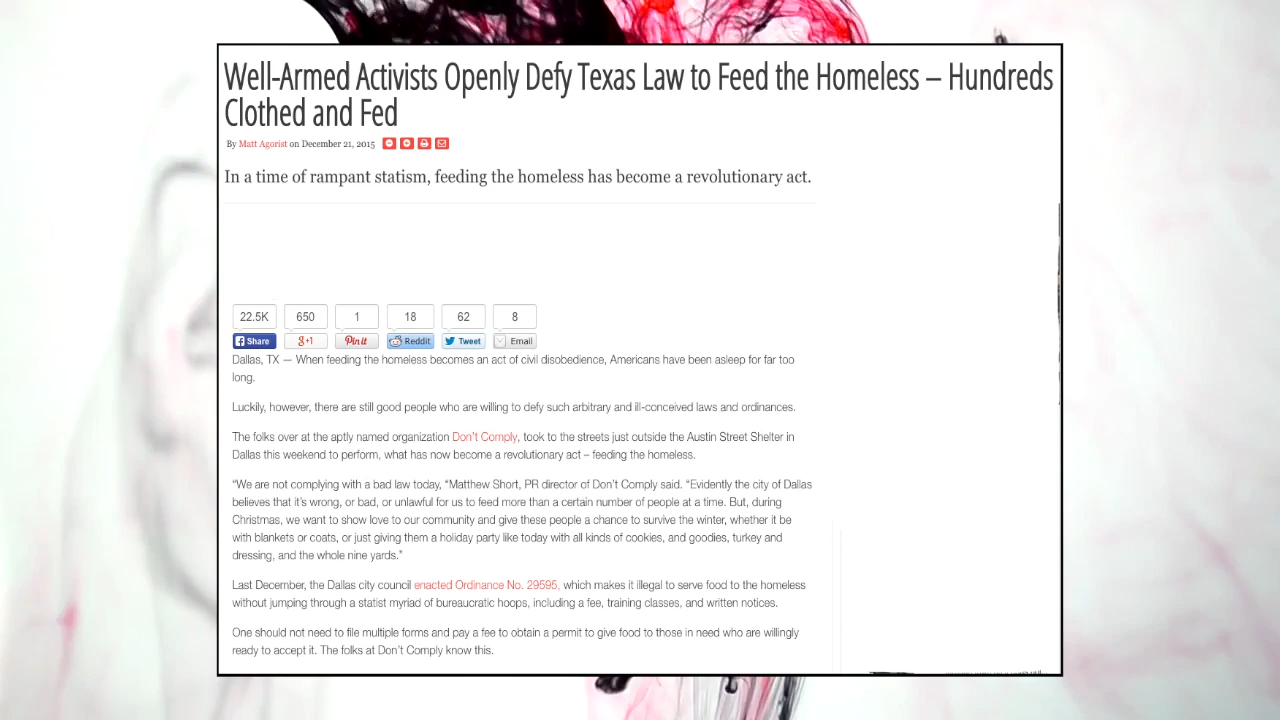 Well-Armed Activists Openly Defy Texas Law to Feed the Homeless – Hundreds
Clothed and Fed
By Matt Agorist on December 21, 2015
In a time of rampant statism, feeding the homeless has become a revolutionary act.
22.5K 650 1 18 62 8
Share g+1 Pin it Reddit Tweet Email
Dallas, TX — When feeding the homeless becomes an act of civil disobedience, Americans have been asleep for far too
long.
Luckily, however, there are still good people who are willing to defy such arbitrary and ill-conceived laws and ordinances.
The folks over at the aptly named organization Don't Comply, took to the streets just outside the Austin Street Shelter in
Dallas this weekend to perform, what has now become a revolutionary act – feeding the homeless.
“We are not complying with a bad law today, “Matthew Short, PR director of Don't Comply said. “Evidently the city of Dallas
believes that it's wrong, or bad, or unlawful for us to feed more than a certain number of people at a time. But, during
Christmas, we want to show love to our community and give these people a chance to survive the winter, whether it be
with blankets or coats, or just giving them a holiday party like today with all kinds of cookies, and goodies, turkey and
dressing, and the whole nine yards.”
Last December, the Dallas city council enacted Ordinance No. 29595, which makes it illegal to serve food to the homeless
without jumping through a statist myriad of bureaucratic hoops, including a fee, training classes, and written notices.
One should not need to file multiple forms and pay a fee to obtain a permit to give food to those in need who are willingly
ready to accept it. The folks at Don't Comply know this.